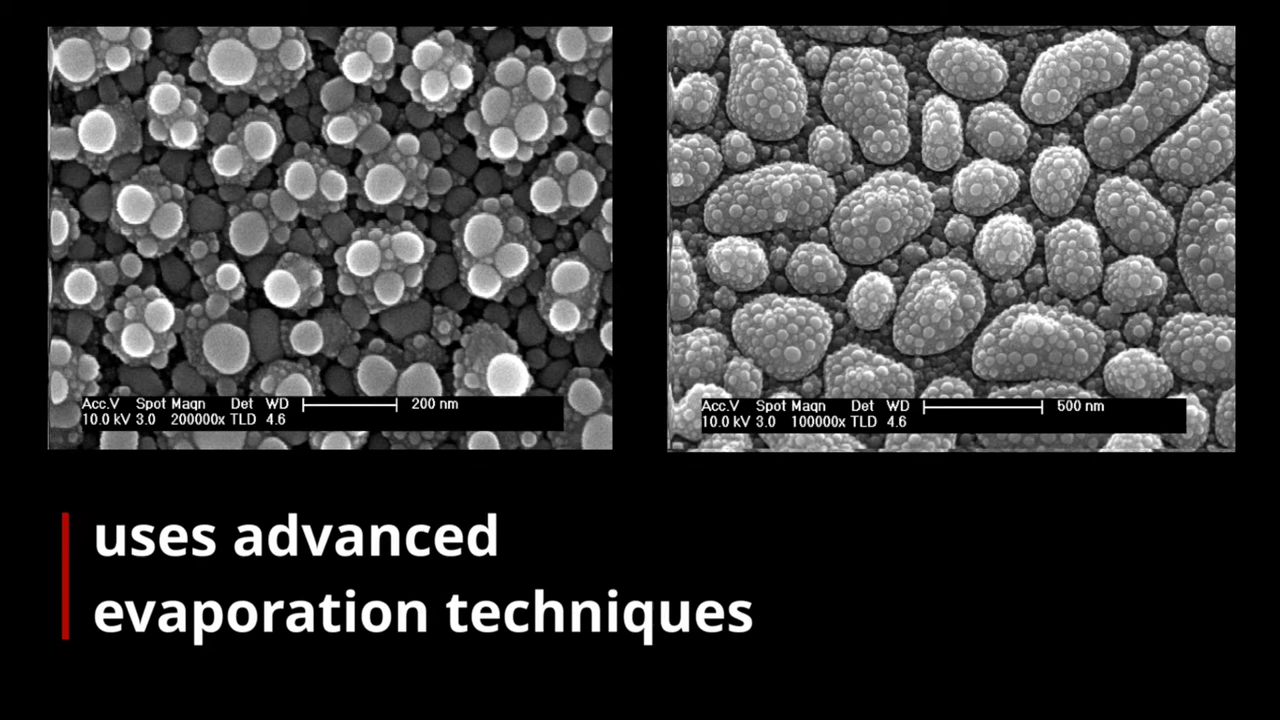 Acc.V Spot Magn Det WD 200 nm
10.0 kV 3.0 200000x TLD 4.6
Acc.V Spot Magn Det WD 500 nm
10.0 kV 3.0 100000x TLD 4.6
uses advanced
evaporation techniques